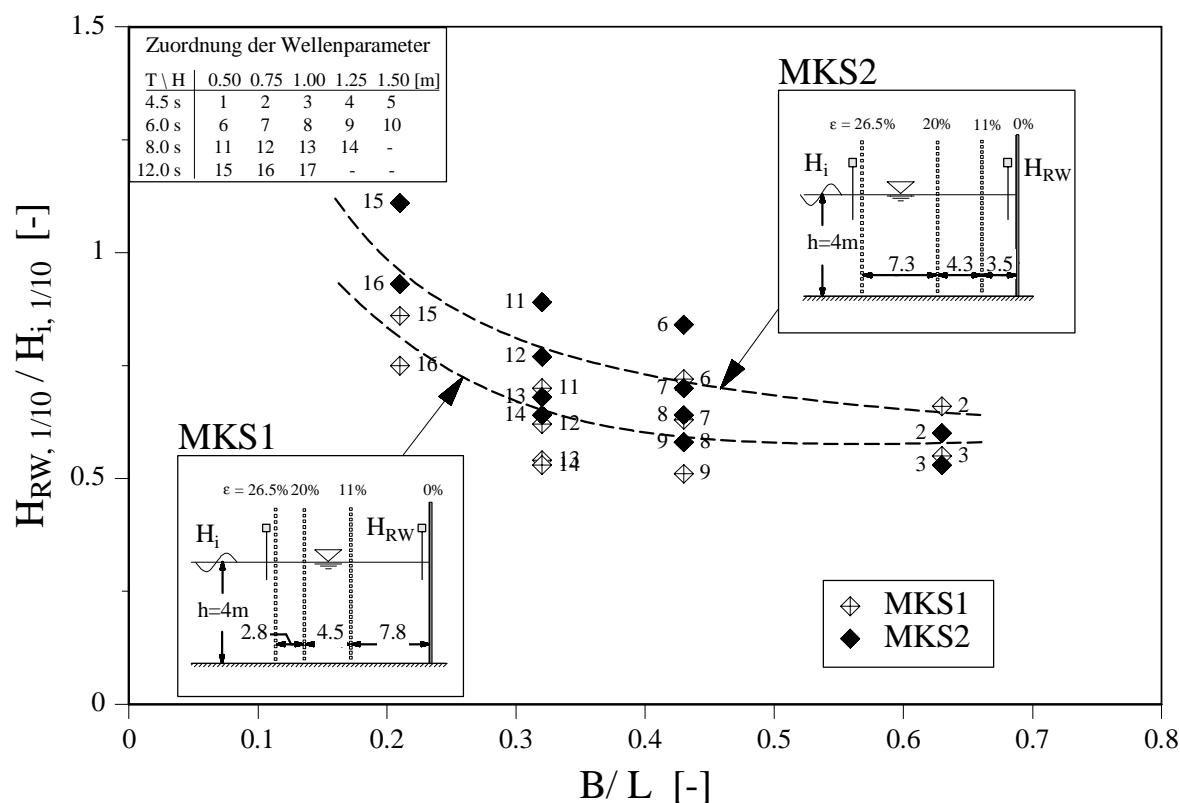 H_RW, 1/10 / H_i, 1/10 [-]
1.5
1
0.5
0
Zuordnung der Wellenparameter
T \ H 0.50 0.75 1.00 1.25 1.50 [m]
4.5 s 1 2 3 4 5
6.0 s 6 7 8 9 10
8.0 s 11 12 13 14 -
12.0 s 15 16 17 - -
MKS2
ε = 26.5% 20% 11% 0%
H_i H_RW
h=4m
7.3 4.3 3.5
15
16
15
16
11
12
11
13
14
12
13
14
6
6
7
7
8
9
8
9
2
2
3
3
MKS1
ε = 26.5% 20% 11% 0%
H_i H_RW
h=4m
2.8 4.5 7.8
MKS1
MKS2
0 0.1 0.2 0.3 0.4 0.5 0.6 0.7 0.8
B/ L [-]